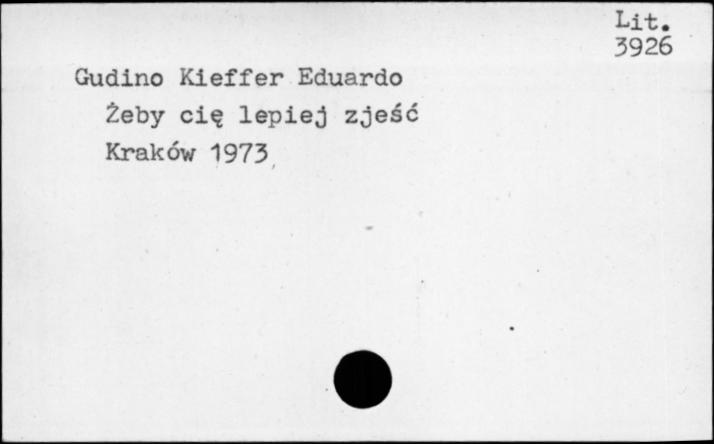 Lit.
3926
Gudino Kieffer Eduardo
Żeby cię lepiej zjeść
Kraków 1973